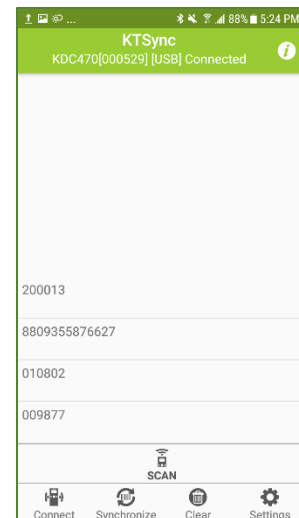 ... 88% 5:24 PM
KTSync
KDC470[000529] [USB] Connected
200013
8809355876627
010802
009877
SCAN
Connect Synchronize Clear Settings